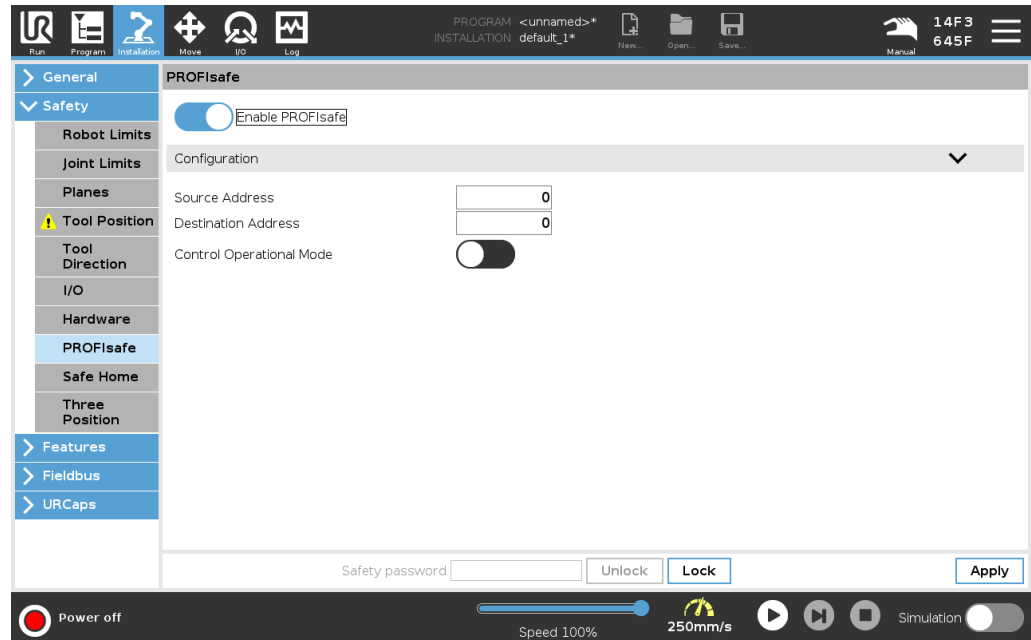 PROGRAM <unnamed>*
INSTALLATION default_1*
Run
Program
Installation
Move
I/O
Log
New...
Open...
Save...
Manual
14F3
645F
General
Safety
Robot Limits
Joint Limits
Planes
Tool Position
Tool
Direction
I/O
Hardware
PROFIsafe
Safe Home
Three
Position
Features
Fieldbus
URCaps
PROFIsafe
Enable PROFIsafe
Configuration
Source Address 0
Destination Address 0
Control Operational Mode
Safety password Unlock Lock Apply
Power off
Speed 100%
250mm/s
Simulation